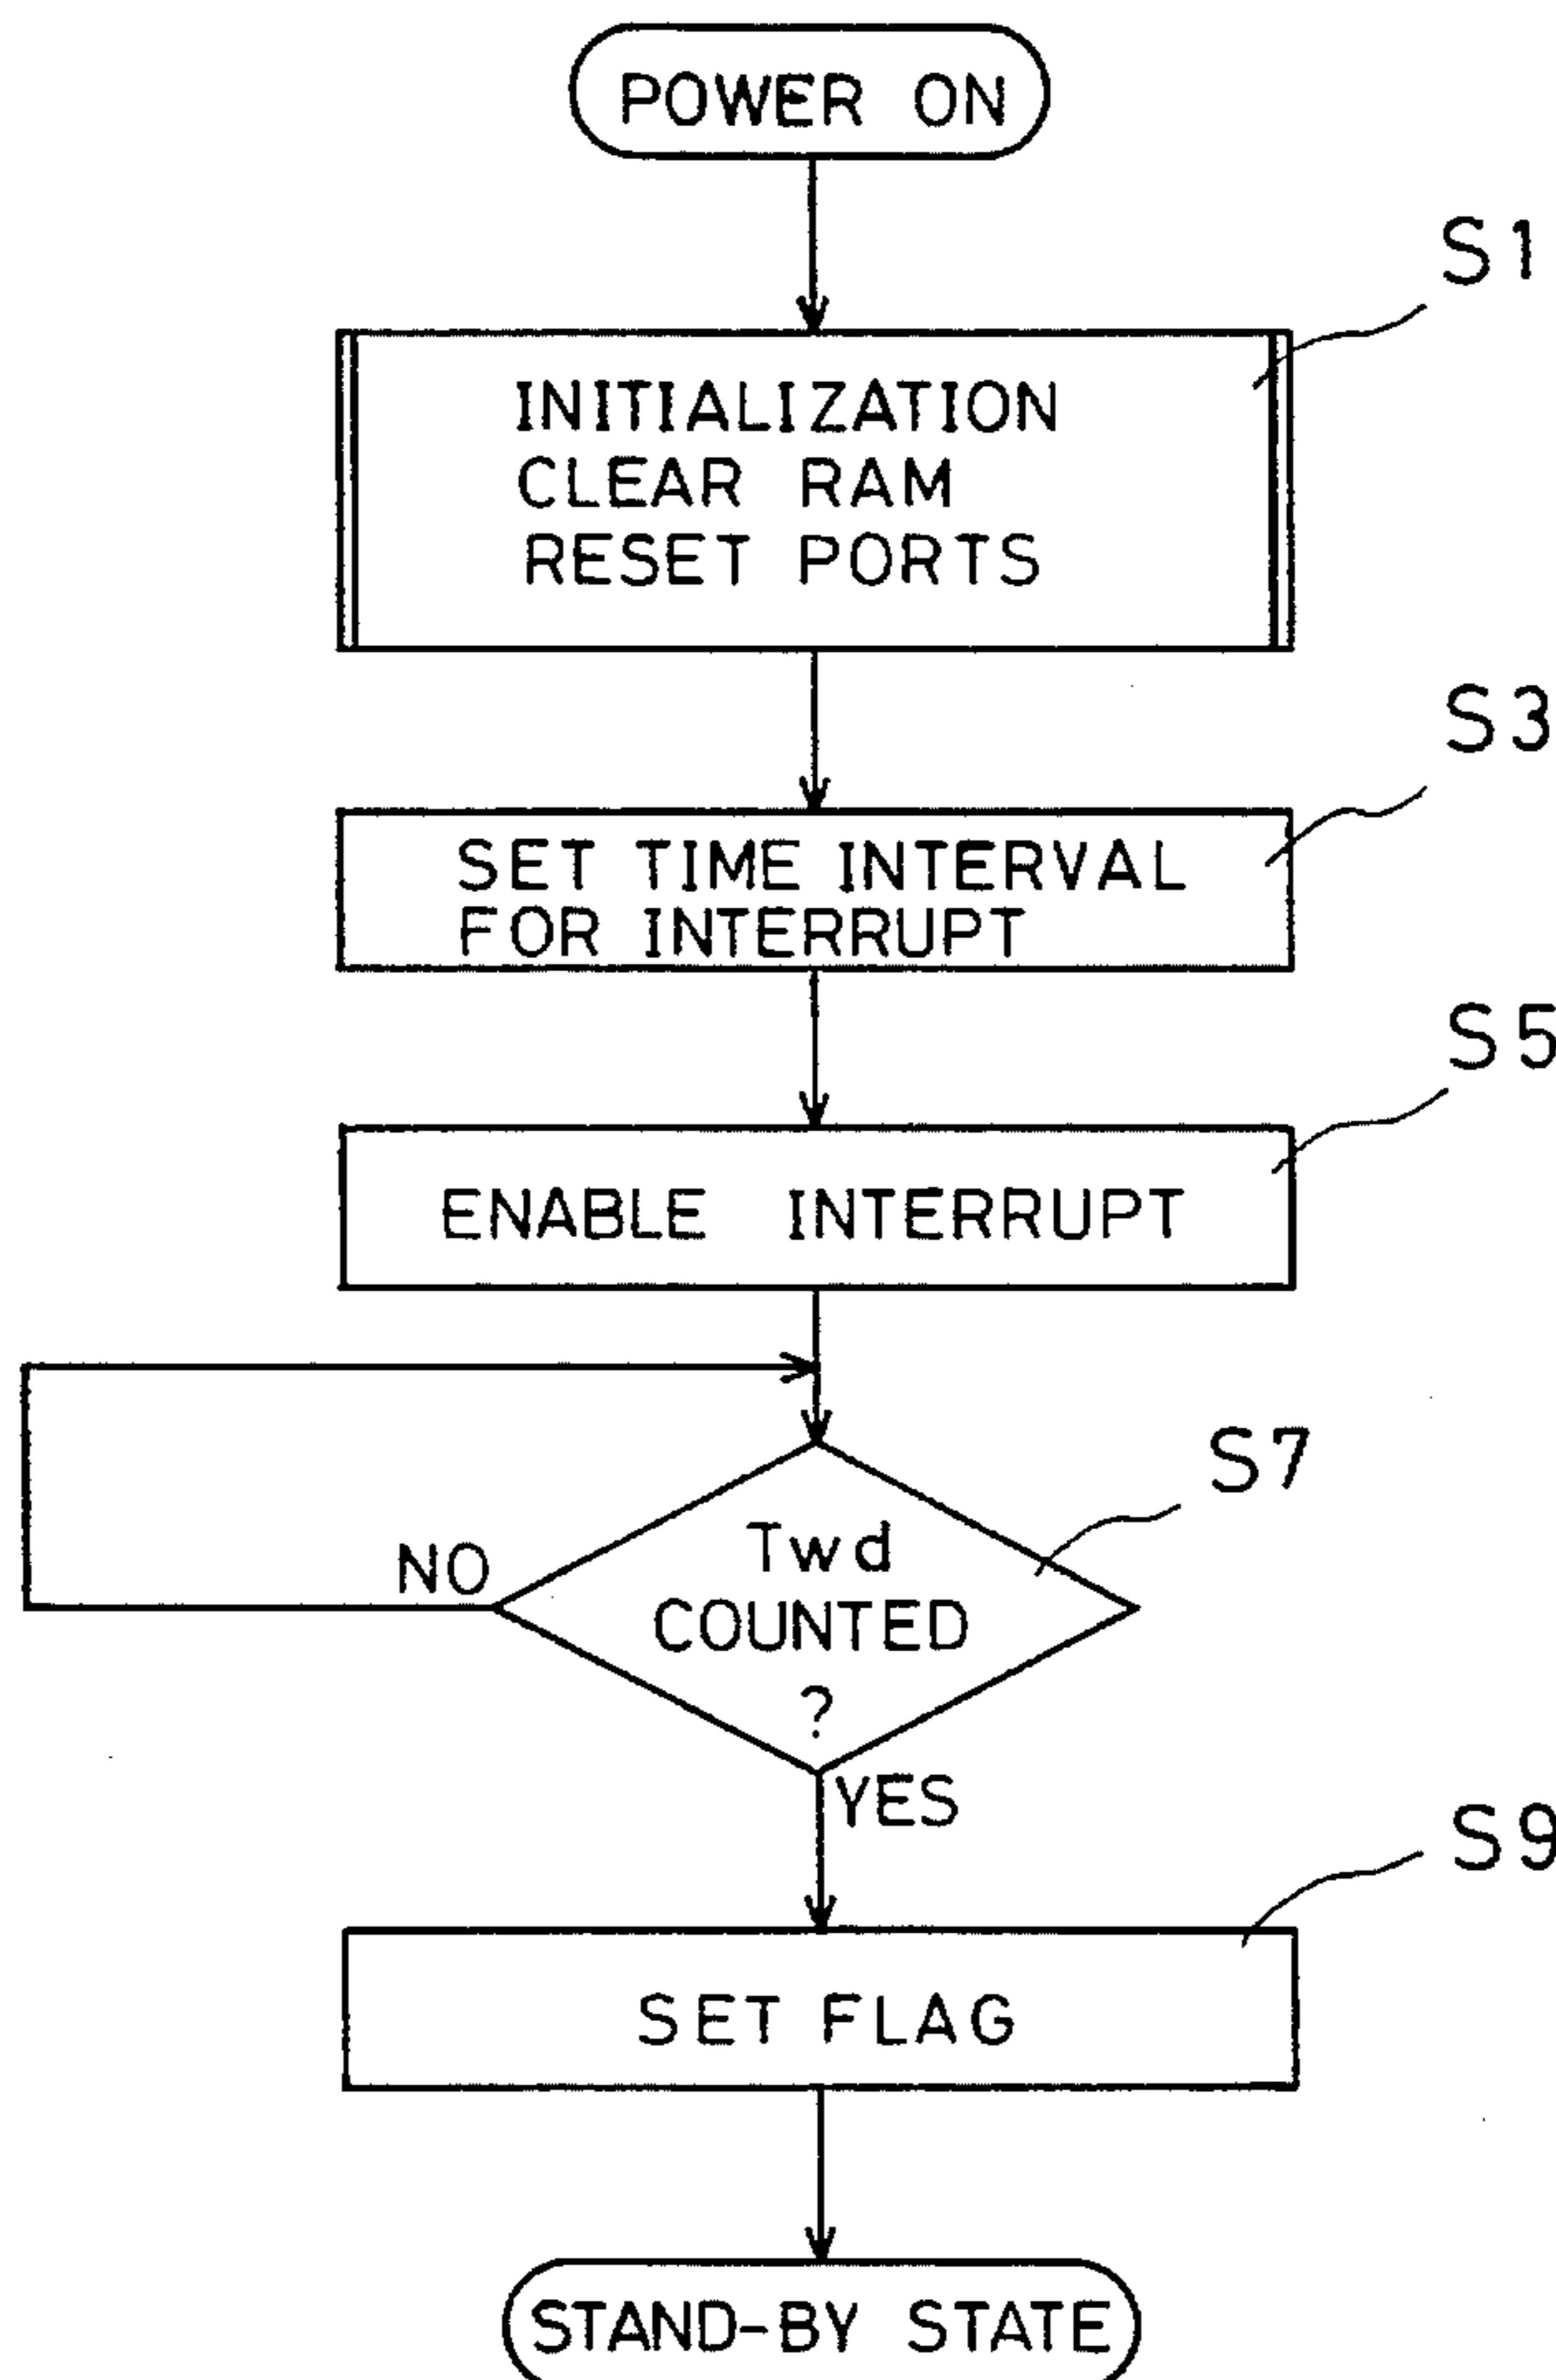 POWER ON
S1
INITIALIZATION
CLEAR RAM
RESET PORTS
S3
SET TIME INTERVAL
FOR INTERRUPT
S5
ENABLE INTERRUPT
S7
Twd
NO
COUNTED
?
YES
S9
SET FLAG
STAND-BY STATE